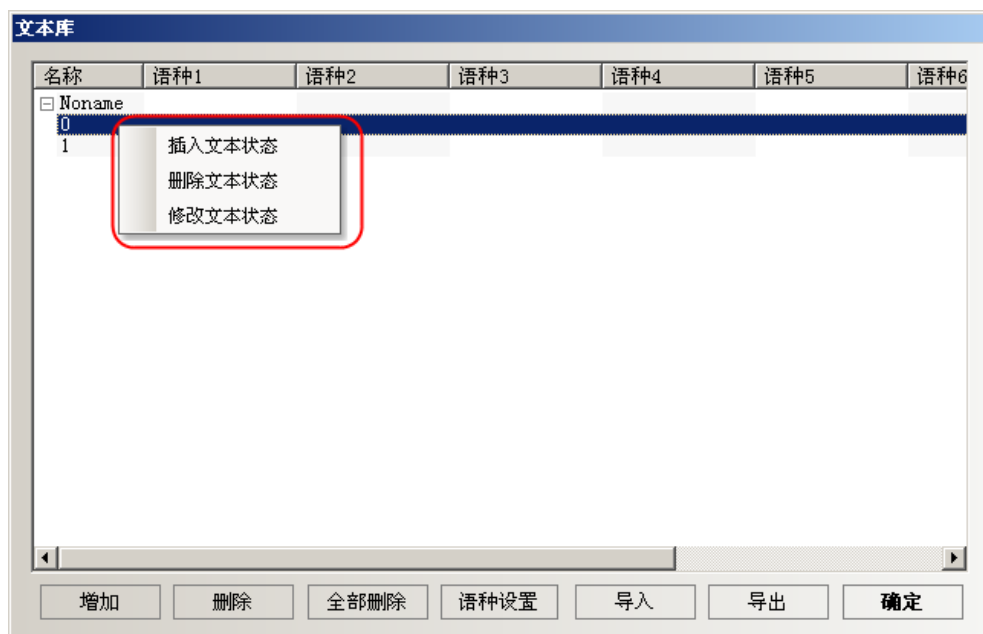 文本库
名称 语种1 语种2 语种3 语种4 语种5 语种6
Noname
0
1
插入文本状态
删除文本状态
修改文本状态
增加 删除 全部删除 语种设置 导入 导出 确定